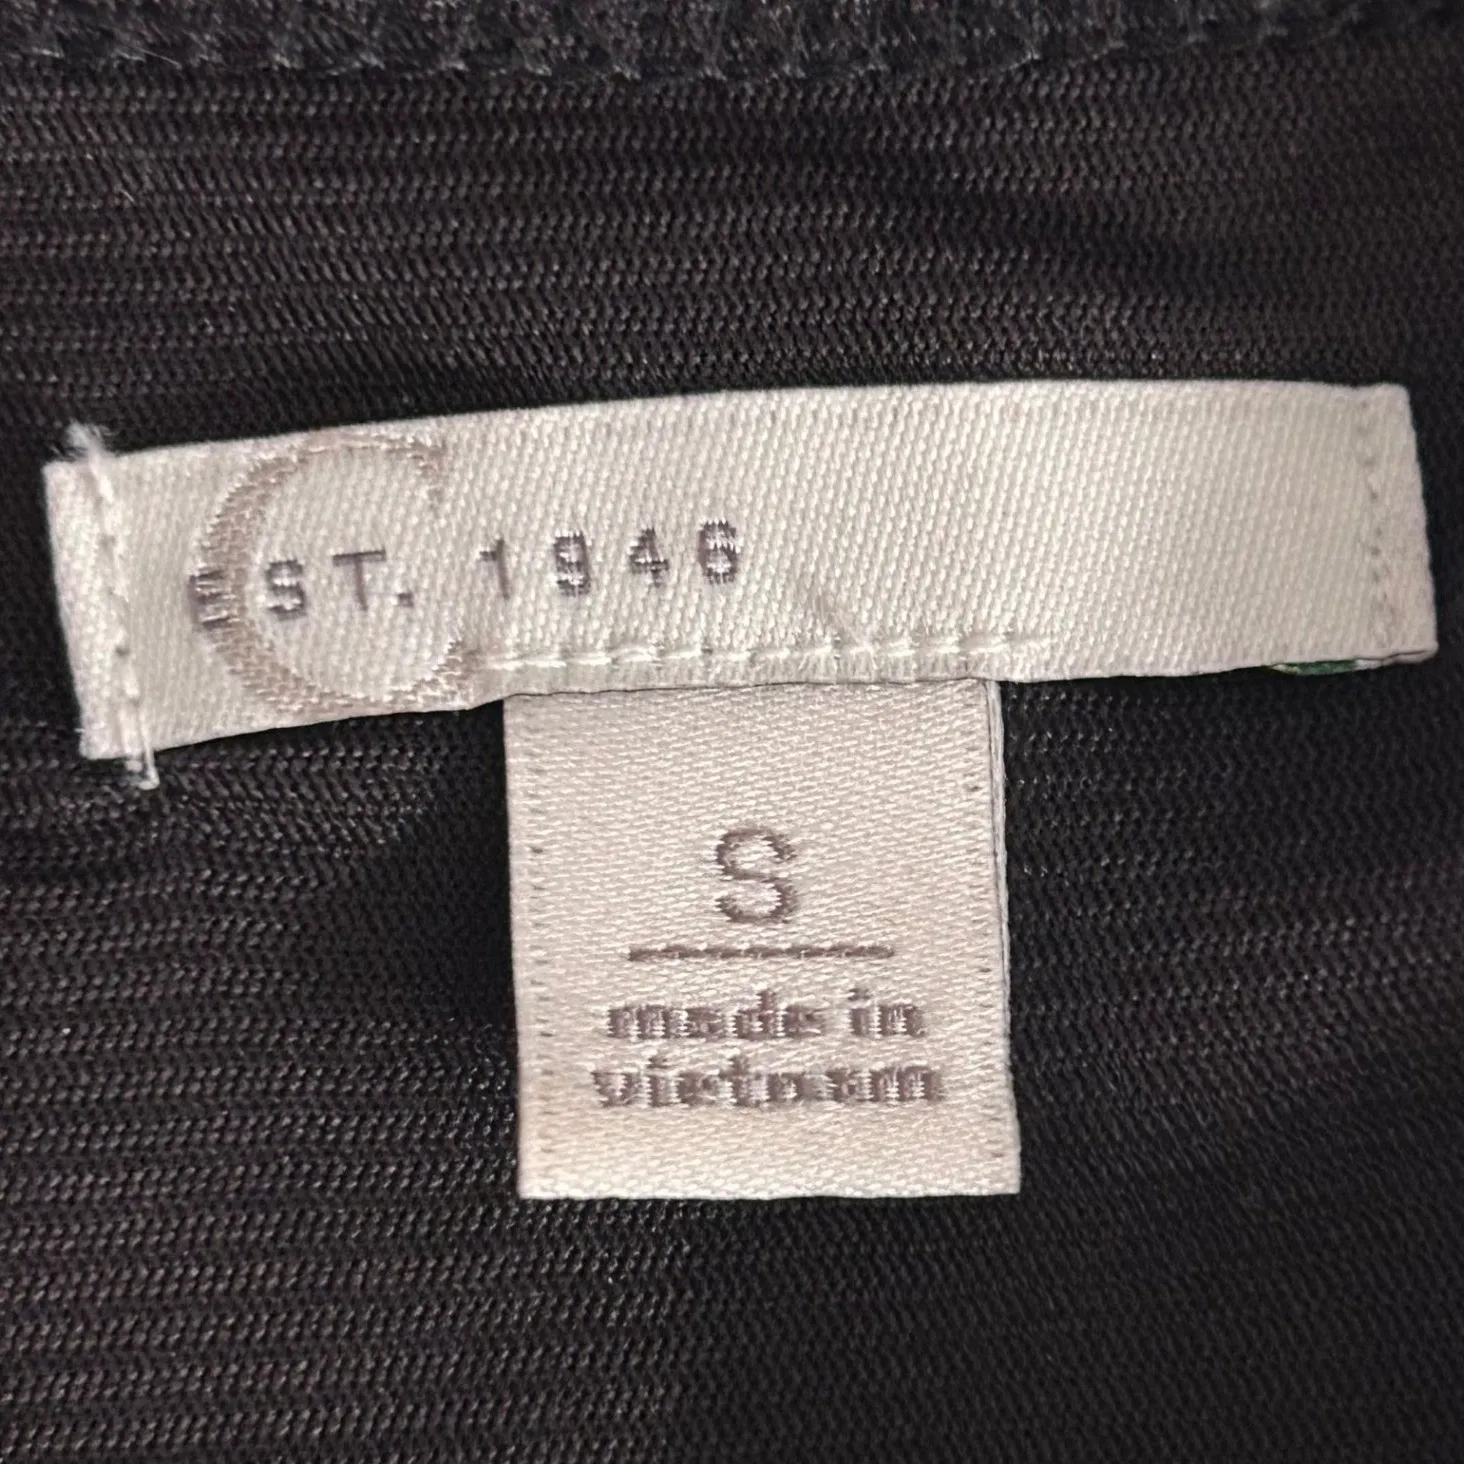 C
EST. 1946
S
made in
vietnam